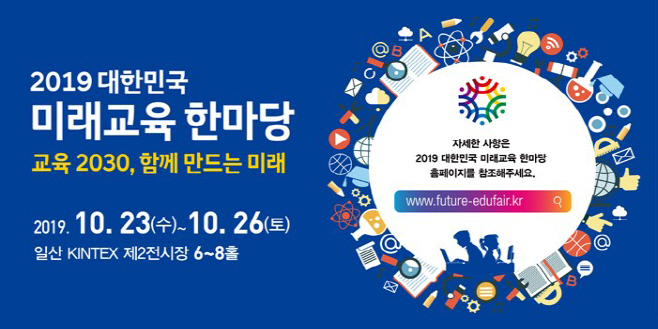 2019 대한민국
미래교육 한마당
교육 2030, 함께 만드는 미래
2019. 10. 23(수)~10. 26(토)
일산 KINTEX 제2전시장 6~8홀
자세한 사항은
2019 대한민국 미래교육 한마당
홈페이지를 참조해주세요.
www.future-edufair.kr